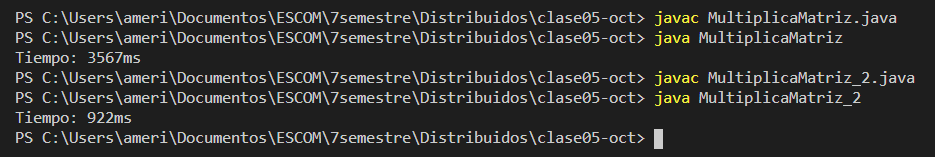 PS C:\Users\ameri\Documentos\ESCOM\7semestre\Distribuidos\clase05-oct> javac MultiplicaMatriz.java
PS C:\Users\ameri\Documentos\ESCOM\7semestre\Distribuidos\clase05-oct> java MultiplicaMatriz
Tiempo: 3567ms
PS C:\Users\ameri\Documentos\ESCOM\7semestre\Distribuidos\clase05-oct> javac MultiplicaMatriz_2.java
PS C:\Users\ameri\Documentos\ESCOM\7semestre\Distribuidos\clase05-oct> java MultiplicaMatriz_2
Tiempo: 922ms
PS C:\Users\ameri\Documentos\ESCOM\7semestre\Distribuidos\clase05-oct>